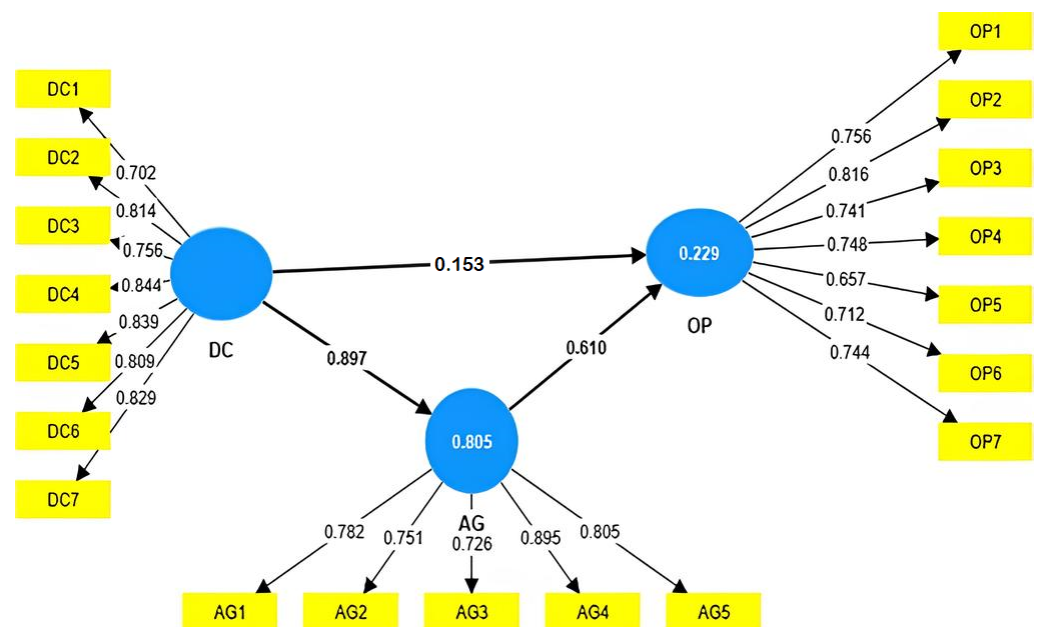 OP1
DC1
OP2
0.756
DC2
0.702
OP3
0.816
0.814
0.741
DC3
0.756
OP4
0.748
0.229
0.153
0.657
DC4
0.844
OP5
0.712
0.839
OP
DC
0.610
0.744
DC5
0.809
0.897
OP6
0.829
DC6
0.805
OP7
DC7
AG
0.782
0.751
0.726
0.895
0.805
AG1
AG2
AG3
AG4
AG5